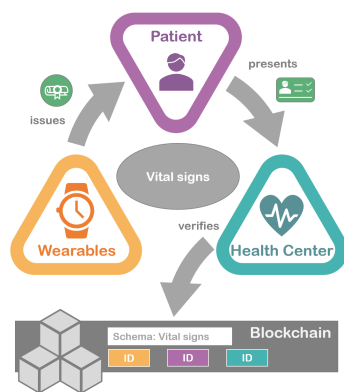 Patient
presents
issues
Vital signs
Wearables
verifies
Health Center
Blockchain
Schema: Vital signs
ID
ID
ID